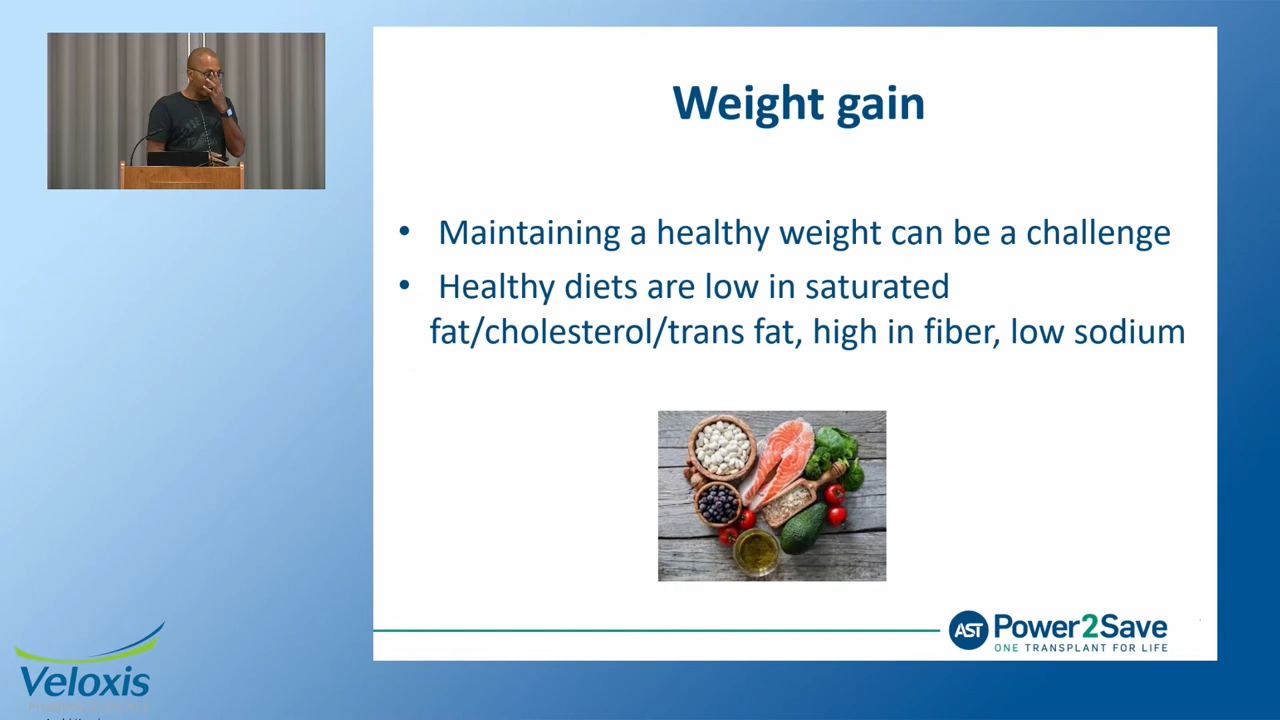 Weight gain
• Maintaining a healthy weight can be a challenge
• Healthy diets are low in saturated
fat/cholesterol/trans fat, high in fiber, low sodium
AST Power2Save
ONE TRANSPLANT FOR LIFE
Veloxis